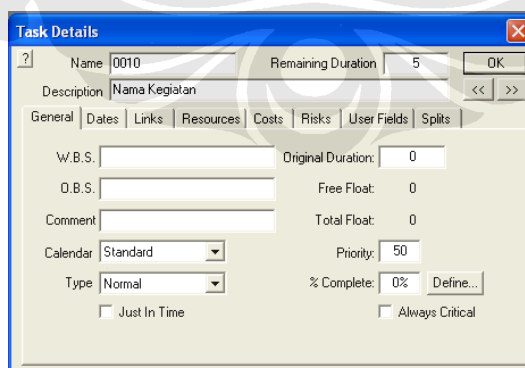 Task Details
? Name 0010 Remaining Duration 5 OK
Description Nama Kegiatan << >>
General Dates Links Resources Costs Risks User Fields Splits
W.B.S. Original Duration: 0
O.B.S. Free Float: 0
Comment Total Float: 0
Calendar Standard Priority: 50
Type Normal % Complete: 0% Define...
Just In Time Always Critical